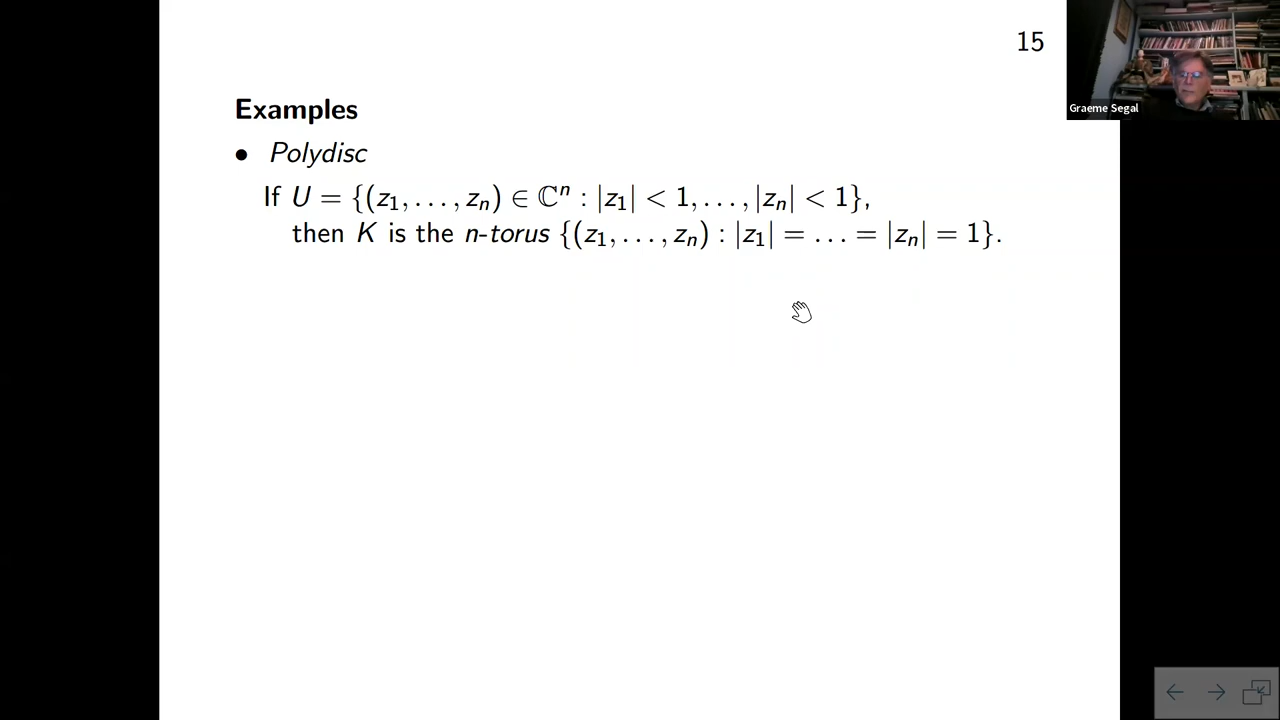 15
Graeme Segal
Examples
• Polydisc
If U = {(z₁, . . . , zₙ) ∈ ℂⁿ : |z₁| < 1, . . . , |zₙ| < 1},
then K is the n-torus {(z₁, . . . , zₙ) : |z₁| = . . . = |zₙ| = 1}.